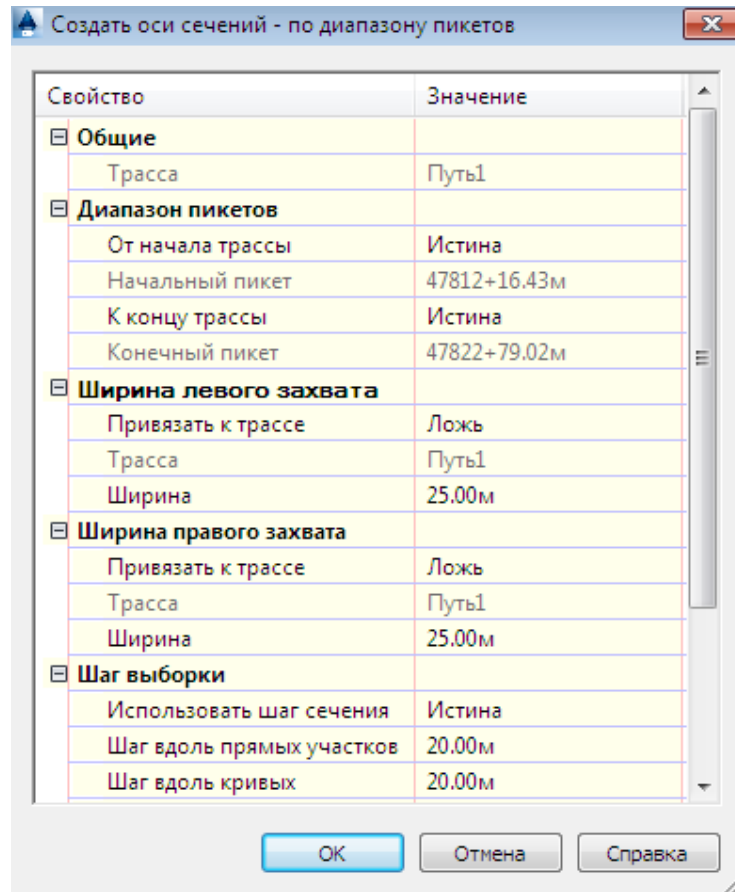 Создать оси сечений - по диапазону пикетов
Свойство Значение
Общие
Трасса Путь1
Диапазон пикетов
От начала трассы Истина
Начальный пикет 47812+16.43м
К концу трассы Истина
Конечный пикет 47822+79.02м
Ширина левого захвата
Привязать к трассе Ложь
Трасса Путь1
Ширина 25.00м
Ширина правого захвата
Привязать к трассе Ложь
Трасса Путь1
Ширина 25.00м
Шаг выборки
Использовать шаг сечения Истина
Шаг вдоль прямых участков 20.00м
Шаг вдоль кривых 20.00м
ОК Отмена Справка